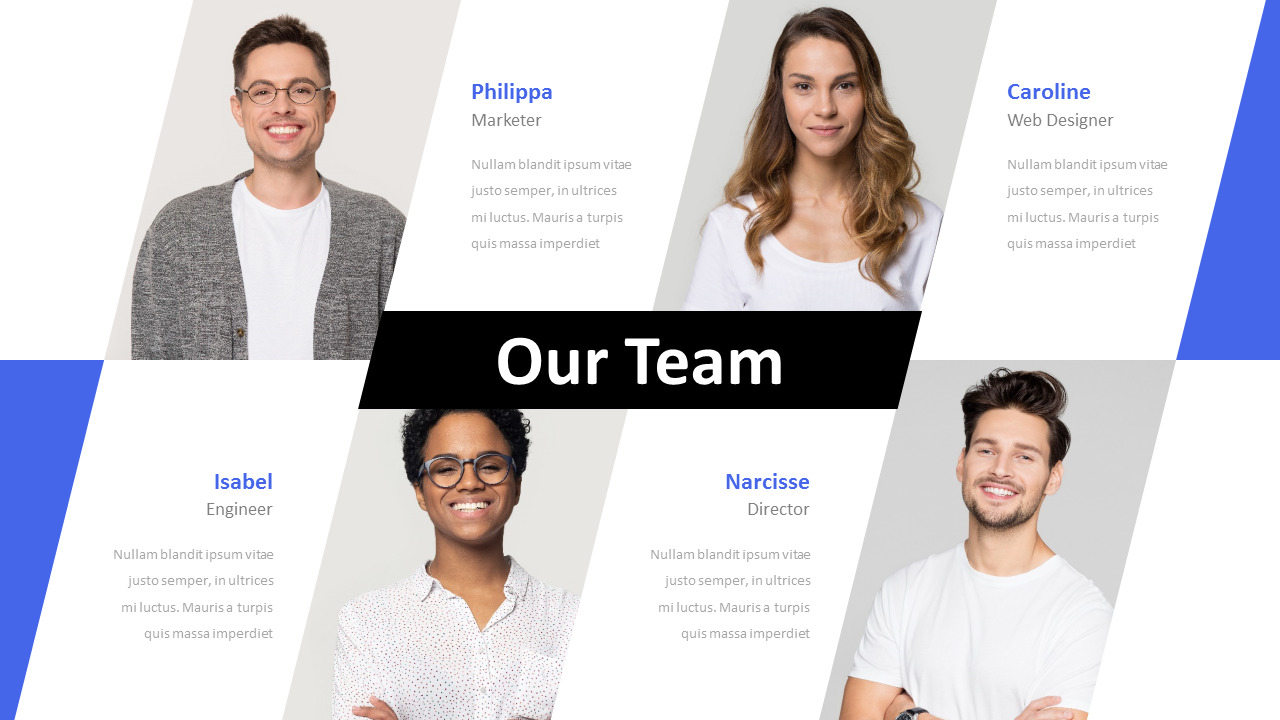 Philippa
Marketer
Nullam blandit ipsum vitae
justo semper, in ultrices
mi luctus. Mauris a turpis
quis massa imperdiet
Caroline
Web Designer
Nullam blandit ipsum vitae
justo semper, in ultrices
mi luctus. Mauris a turpis
quis massa imperdiet
Our Team
Isabel
Engineer
Nullam blandit ipsum vitae
justo semper, in ultrices
mi luctus. Mauris a turpis
quis massa imperdiet
Narcisse
Director
Nullam blandit ipsum vitae
justo semper, in ultrices
mi luctus. Mauris a turpis
quis massa imperdiet